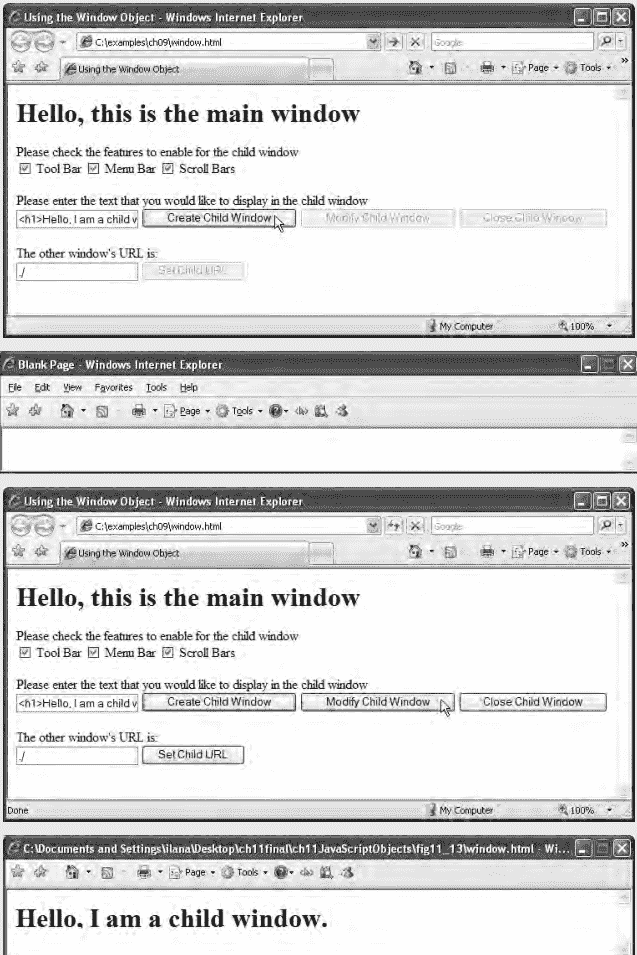 Using the Window Object - Windows Internet Explorer
C:\examples\ch09\window.html
Google
Using the Window Object
Page
Tools
»
Hello, this is the main window
Please check the features to enable for the child window
Tool Bar Menu Bar Scroll Bars
Please enter the text that you would like to display in the child window
<h1>Hello, I am a child v Create Child Window Modify Child Window Close Child Window
The other window's URL is:
./ Set Child URL
My Computer 100%
Blank Page - Windows Internet Explorer
File Edit View Favorites Tools Help
Page Tools
Using the Window Object - Windows Internet Explorer
C:\examples\ch09\window.html
Google
Using the Window Object
Page
Tools
»
Hello, this is the main window
Please check the features to enable for the child window
Tool Bar Menu Bar Scroll Bars
Please enter the text that you would like to display in the child window
<h1>Hello, I am a child v Create Child Window Modify Child Window Close Child Window
The other window's URL is:
./ Set Child URL
Done My Computer 100%
C:\Documents and Settings\ilana\Desktop\ch11final\ch11JavaScriptObjects\fig11_13\window.html - Wi...
Page Tools
Hello, I am a child window.